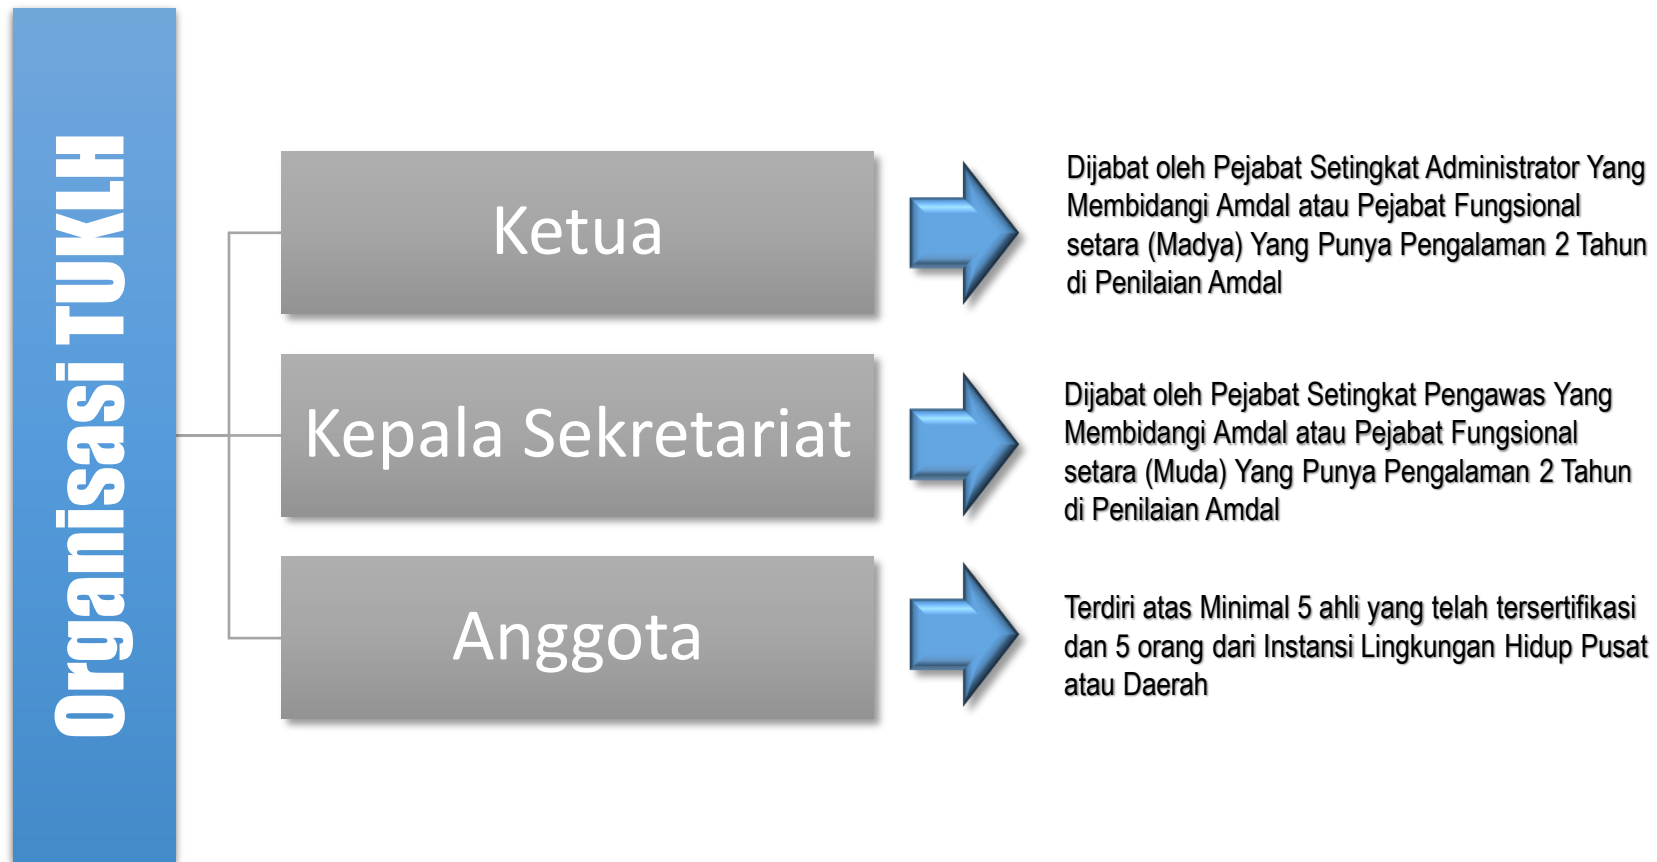 Organisasi TUKLH
Ketua
Dijabat oleh Pejabat Setingkat Administrator Yang
Membidangi Amdal atau Pejabat Fungsional
setara (Madya) Yang Punya Pengalaman 2 Tahun
di Penilaian Amdal
Kepala Sekretariat
Dijabat oleh Pejabat Setingkat Pengawas Yang
Membidangi Amdal atau Pejabat Fungsional
setara (Muda) Yang Punya Pengalaman 2 Tahun
di Penilaian Amdal
Anggota
Terdiri atas Minimal 5 ahli yang telah tersertifikasi
dan 5 orang dari Instansi Lingkungan Hidup Pusat
atau Daerah